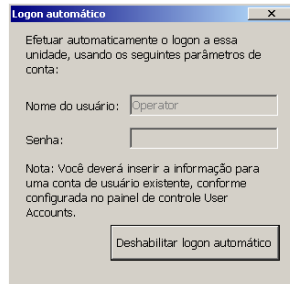 Logon automático
Efetuar automaticamente o logon a essa
unidade, usando os seguintes parâmetros de
conta:
Nome do usuário: Operator
Senha:
Nota: Você deverá inserir a informação para
uma conta de usuário existente, conforme
configurada no painel de controle User
Accounts.
Deshabilitar logon automático